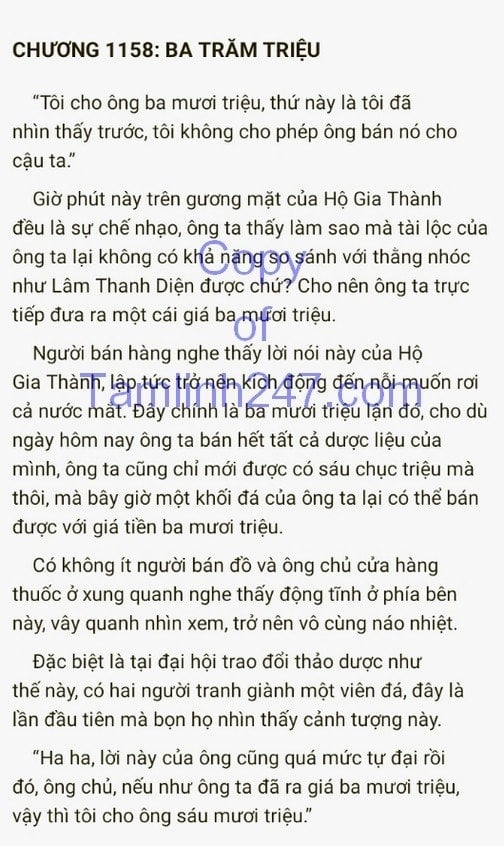 CHƯƠNG 1158: BA TRĂM TRIỆU
“Tôi cho ông ba mươi triệu, thứ này là tôi đã
nhìn thấy trước, tôi không cho phép ông bán nó cho
cậu ta.”
Giờ phút này trên gương mặt của Hộ Gia Thành
đều là sự chế nhạo, ông ta thấy làm sao mà tài lộc của
ông ta lại không có khả năng so sánh với thằng nhóc
như Lâm Thanh Diện được chứ? Cho nên ông ta trực
tiếp đưa ra một cái giá ba mươi triệu.
Người bán hàng nghe thấy lời nói này của Hộ
Gia Thành, lập tức trở nên kích động đến nỗi muốn rơi
cả nước mắt. Đây chính là ba mươi triệu lận đó, cho dù
ngày hôm nay ông ta bán hết tất cả dược liệu của
mình, ông ta cũng chỉ mới được có sáu chục triệu mà
thôi, mà bây giờ một khối đá của ông ta lại có thể bán
được với giá tiền ba mươi triệu.
Có không ít người bán đồ và ông chủ cửa hàng
thuốc ở xung quanh nghe thấy động tĩnh ở phía bên
này, vây quanh nhìn xem, trở nên vô cùng náo nhiệt.
Đặc biệt là tại đại hội trao đổi thảo dược như
thế này, có hai người tranh giành một viên đá, đây là
lần đầu tiên mà bọn họ nhìn thấy cảnh tượng này.
“Ha ha, lời này của ông cũng quá mức tự đại rồi
đó, ông chủ, nếu như ông ta đã ra giá ba mươi triệu,
vậy thì tôi cho ông sáu mươi triệu.”
Copy
of
Tamlinh247.com